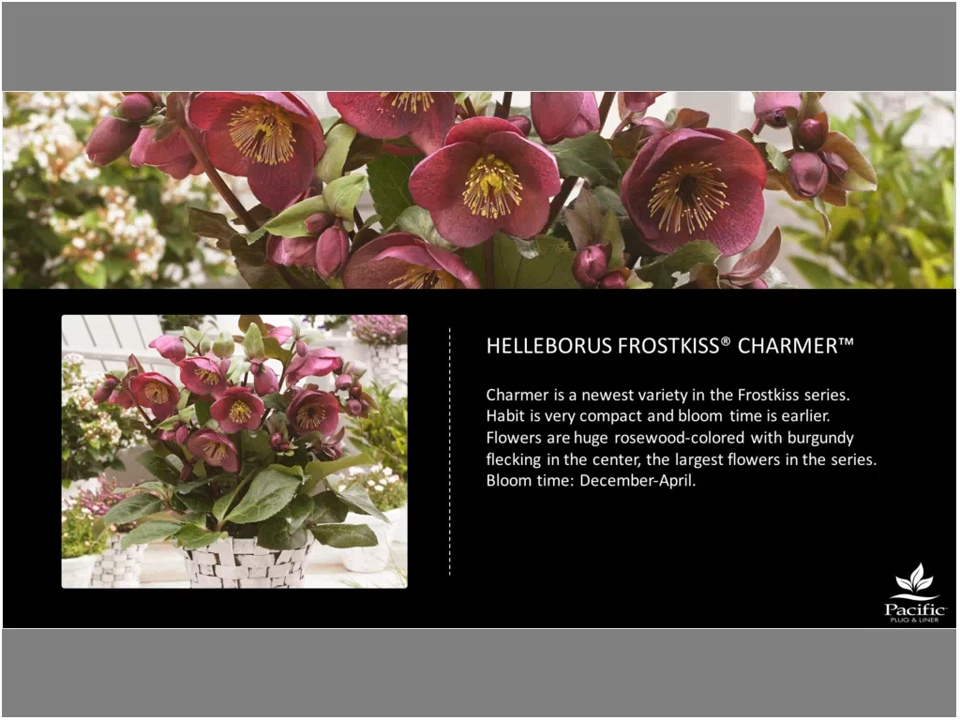 HELLEBORUS FROSTKISS® CHARMER™
Charmer is a newest variety in the Frostkiss series.
Habit is very compact and bloom time is earlier.
Flowers are huge rosewood-colored with burgundy
flecking in the center, the largest flowers in the series.
Bloom time: December-April.
Pacific
PLUG & LINER